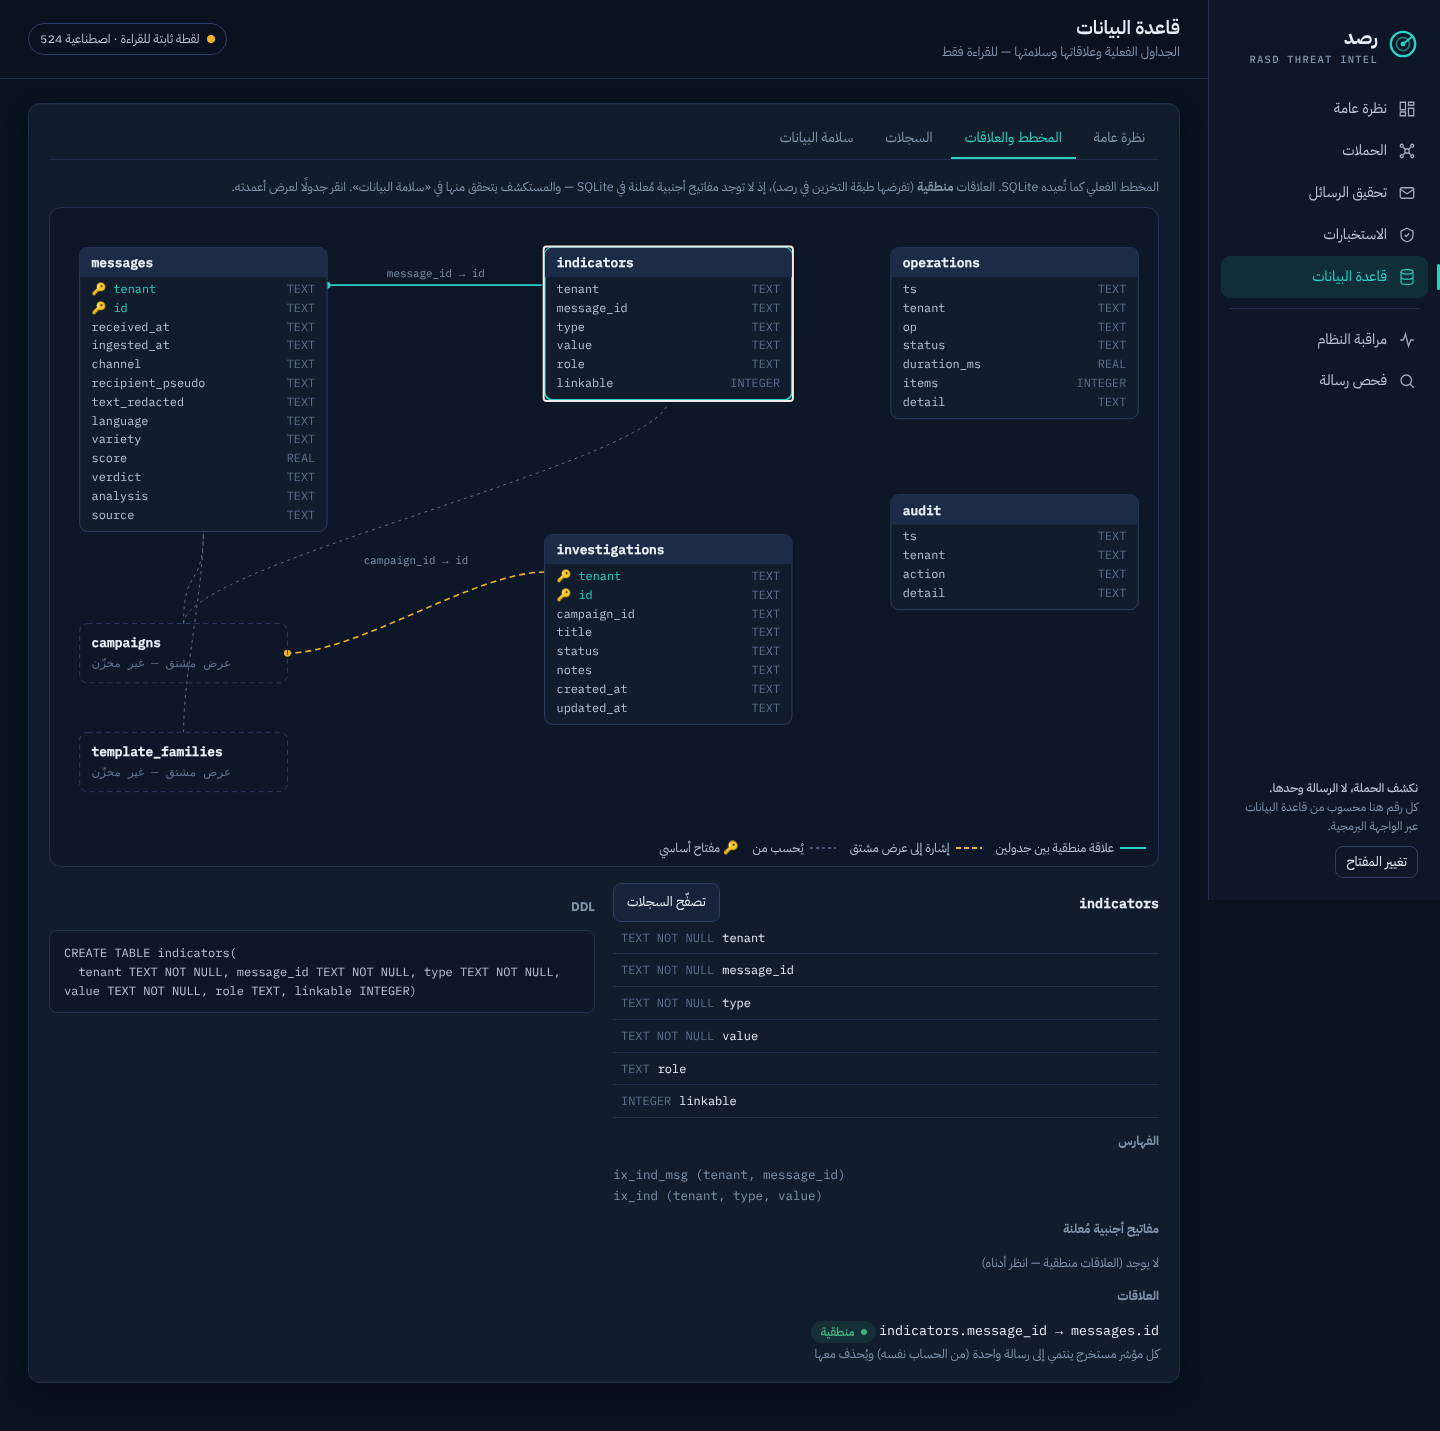 رصد
RASD THREAT INTEL
نظرة عامة
الحملات
تحقيق الرسائل
الاستخبارات
قاعدة البيانات
مراقبة النظام
فحص رسالة
نكشف الحملة، لا الرسالة وحدها.
كل رقم هنا محسوب من قاعدة البيانات
عبر الواجهة البرمجية.
تغيير المفتاح
قاعدة البيانات
الجداول الفعلية وعلاقاتها وسلامتها — للقراءة فقط
لقطة ثابتة للقراءة · اصطناعية 524
نظرة عامة
المخطط والعلاقات
السجلات
سلامة البيانات
المخطط الفعلي كما تُعيده SQLite. العلاقات منطقية (تفرضها طبقة التخزين في رصد)، إذ لا توجد مفاتيح أجنبية مُعلنة في SQLite — والمستكشف يتحقق منها في «سلامة البيانات». انقر جدولًا لعرض أعمدته.
messages
🔑 tenant TEXT
🔑 id TEXT
received_at TEXT
ingested_at TEXT
channel TEXT
recipient_pseudo TEXT
text_redacted TEXT
language TEXT
variety TEXT
score REAL
verdict TEXT
analysis TEXT
source TEXT
message_id → id
indicators
tenant TEXT
message_id TEXT
type TEXT
value TEXT
role TEXT
linkable INTEGER
operations
ts TEXT
tenant TEXT
op TEXT
status TEXT
duration_ms REAL
items INTEGER
detail TEXT
audit
ts TEXT
tenant TEXT
action TEXT
detail TEXT
campaign_id → id
investigations
🔑 tenant TEXT
🔑 id TEXT
campaign_id TEXT
title TEXT
status TEXT
notes TEXT
created_at TEXT
updated_at TEXT
campaigns
عرض مشتق — غير مخزّن
template_families
عرض مشتق — غير مخزّن
علاقة منطقية بين جدولين
إشارة إلى عرض مشتق
يُحسب من
🔑 مفتاح أساسي
indicators
تصفّح السجلات
tenant TEXT NOT NULL
message_id TEXT NOT NULL
type TEXT NOT NULL
value TEXT NOT NULL
role TEXT
linkable INTEGER
الفهارس
ix_ind_msg (tenant, message_id)
ix_ind (tenant, type, value)
مفاتيح أجنبية مُعلنة
لا يوجد (العلاقات منطقية — انظر أدناه)
العلاقات
indicators.message_id → messages.id منطقية
كل مؤشر مستخرج ينتمي إلى رسالة واحدة (من الحساب نفسه) ويُحذف معها
DDL
CREATE TABLE indicators(
tenant TEXT NOT NULL, message_id TEXT NOT NULL, type TEXT NOT NULL,
value TEXT NOT NULL, role TEXT, linkable INTEGER)